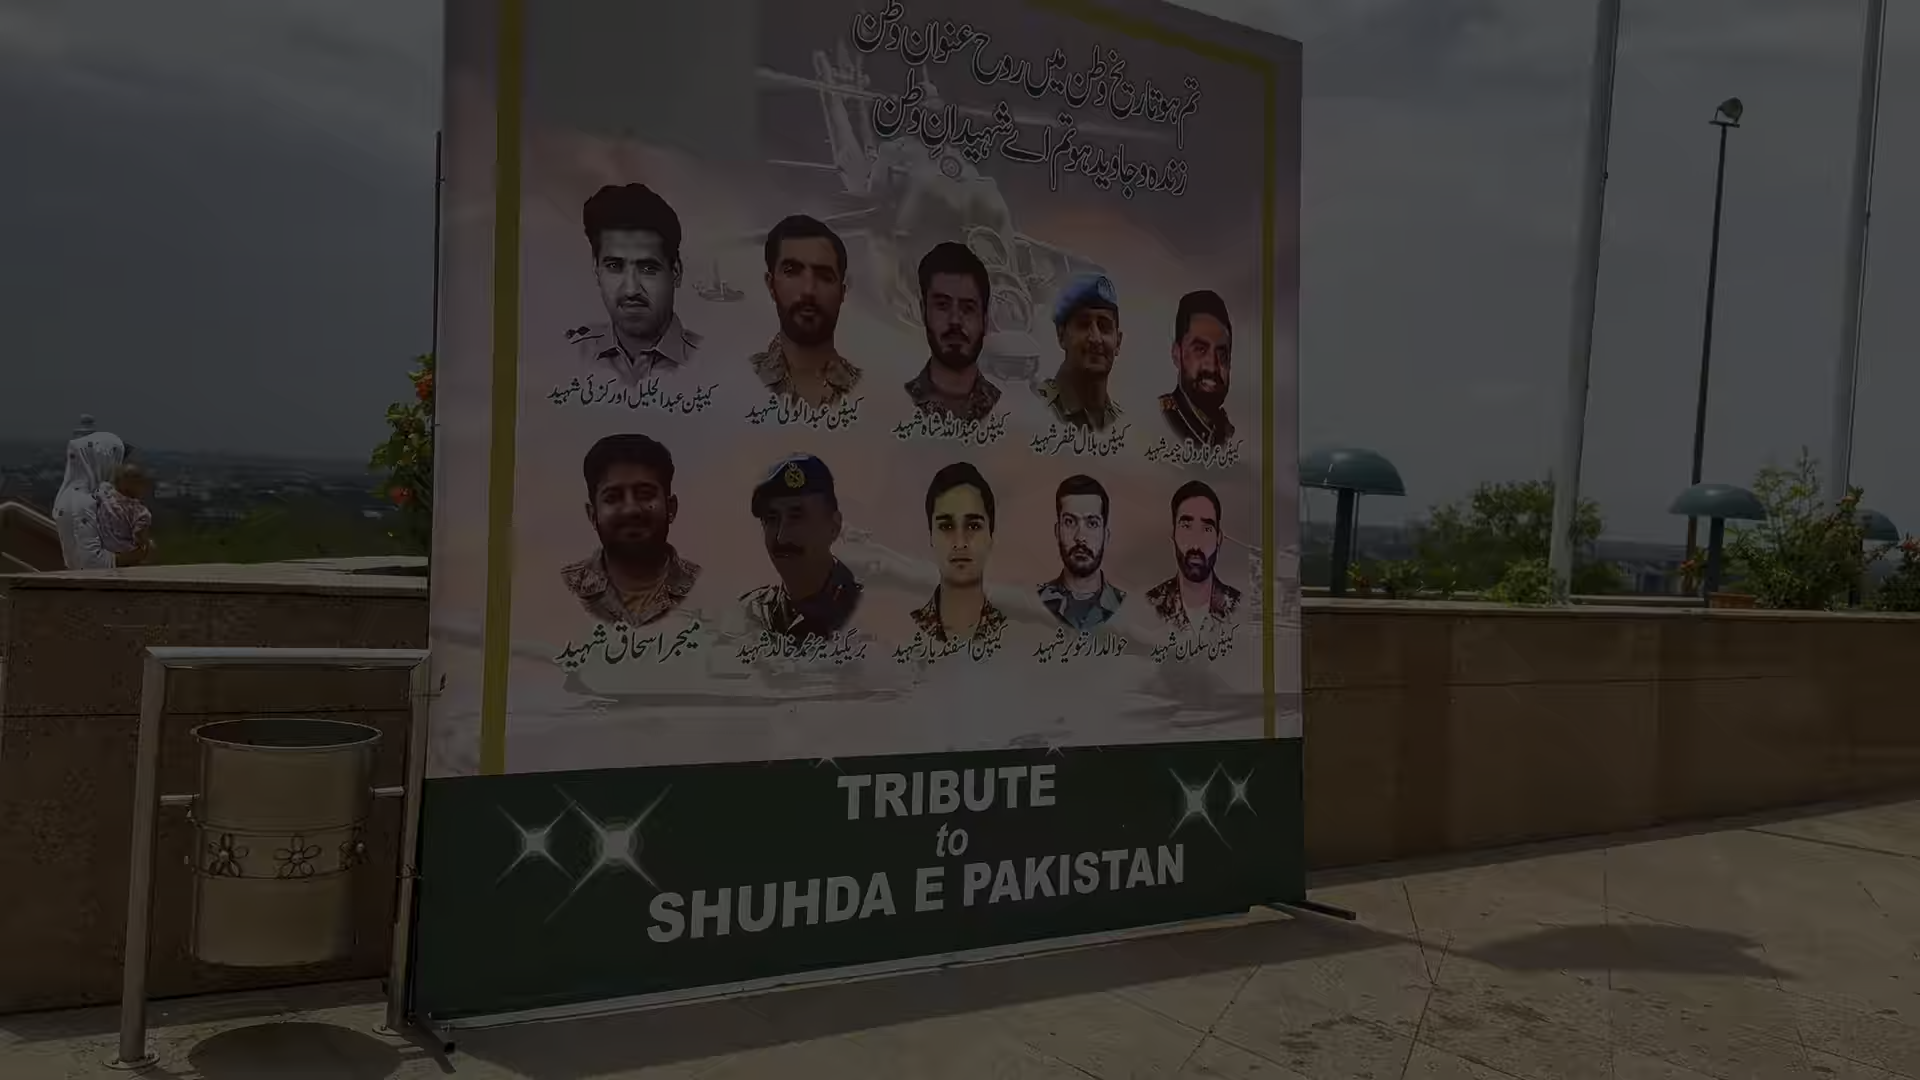 تم ہو تاریخ وطن میں روح عنوان وطن
زندہ و جاوید ہو تم اے شہیدانِ وطن
کیپٹن عبدالجلیل اورکزئی شہید
کیپٹن عبدالولی شہید
کیپٹن عبداللہ شاہ شہید
کیپٹن بلال ظفر شہید
کیپٹن عمر فاروق چیمہ شہید
میجر اسحاق شہید
بریگیڈیئر محمد خالد شہید
کیپٹن اسفندیار شہید
حوالدار تنویر شہید
کیپٹن سلمان شہید
TRIBUTE
to
SHUHDA E PAKISTAN